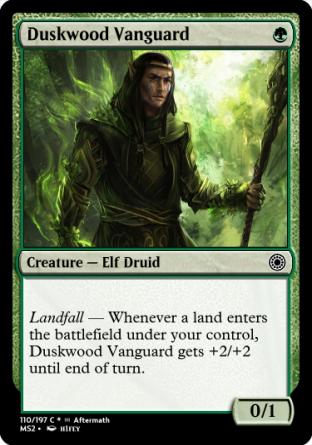 Duskwood Vanguard
Creature — Elf Druid
Landfall — Whenever a land enters
the battlefield under your control,
Duskwood Vanguard gets +2/+2
until end of turn.
0/1
110/197 C * = Aftermath
MS2 •